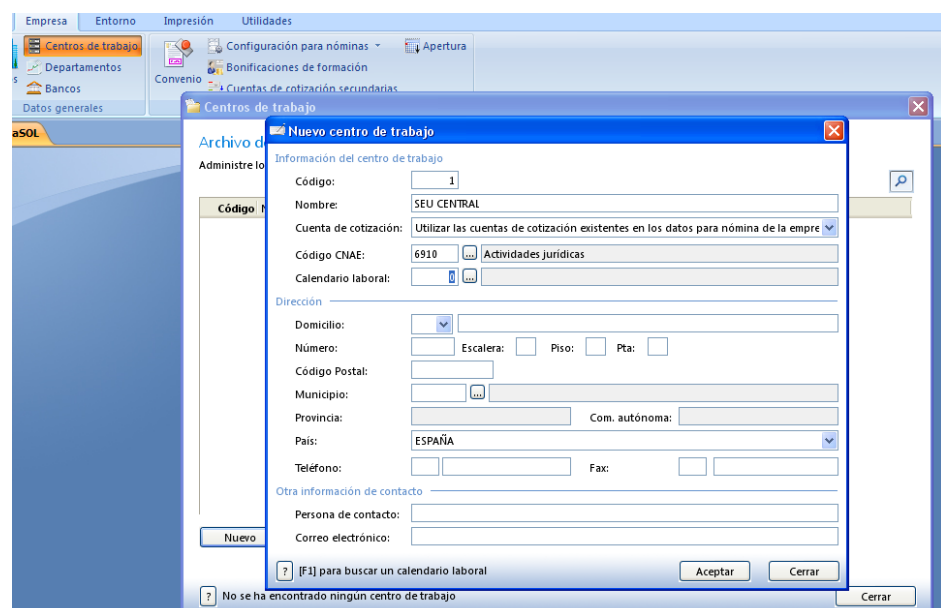 Empresa Entorno Impresión Utilidades
Centros de trabajo Configuración para nóminas Apertura
Departamentos Bonificaciones de formación
Convenio
Bancos Cuentas de cotización secundarias
Datos generales
Centros de trabajo
aSOL
Nuevo centro de trabajo
Archivo d
Información del centro de trabajo
Administre lo
Código: 1
Código N
Nombre: SEU CENTRAL
Cuenta de cotización: Utilizar las cuentas de cotización existentes en los datos para nómina de la empre
Código CNAE: 6910 ... Actividades jurídicas
Calendario laboral: 0 ...
Dirección
Domicilio:
Número: Escalera: Piso: Pta:
Código Postal:
Municipio: ...
Provincia: Com. autónoma:
País: ESPAÑA
Teléfono: Fax:
Otra información de contacto
Persona de contacto:
Nuevo
Correo electrónico:
? [F1] para buscar un calendario laboral Aceptar Cerrar
? No se ha encontrado ningún centro de trabajo Cerrar